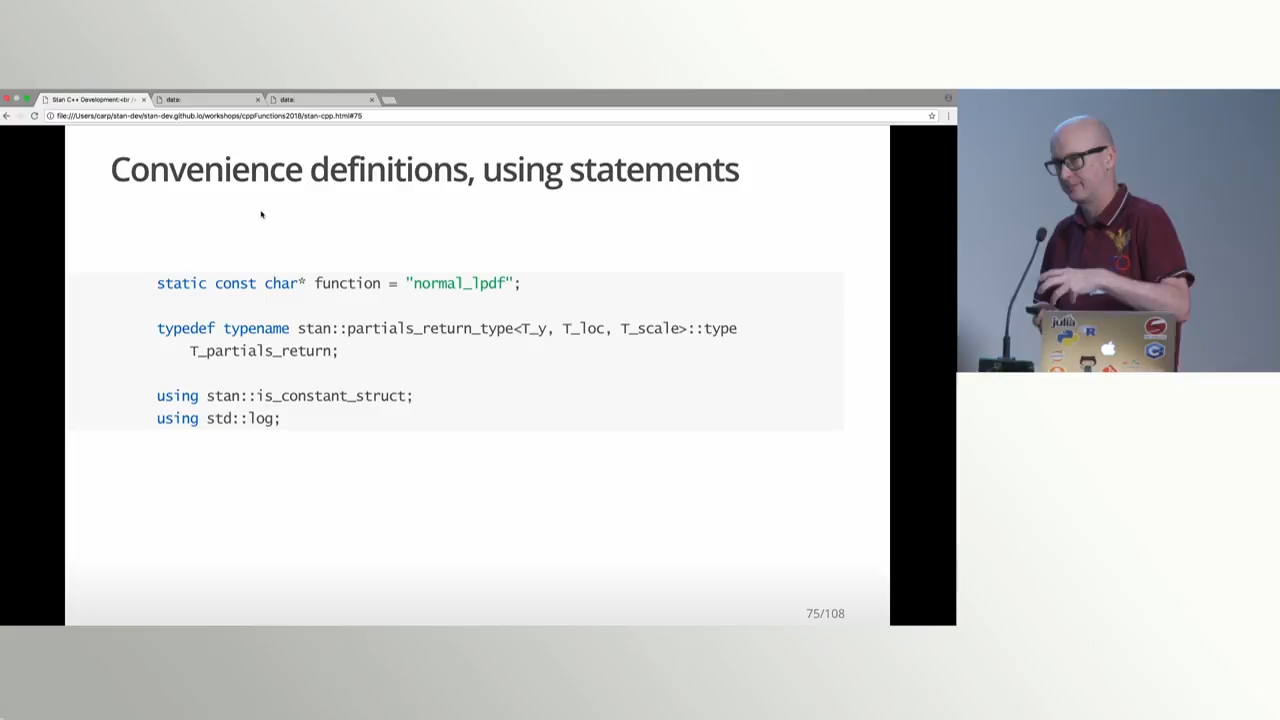 Stan C++ Development:<br /
data:
data:
file:///Users/carp/stan-dev/stan-dev.github.io/workshops/cppFunctions2018/stan-cpp.html#75
Convenience definitions, using statements
static const char* function = "normal_lpdf";
typedef typename stan::partials_return_type<T_y, T_loc, T_scale>::type
T_partials_return;
using stan::is_constant_struct;
using std::log;
75/108
julia
R
C++